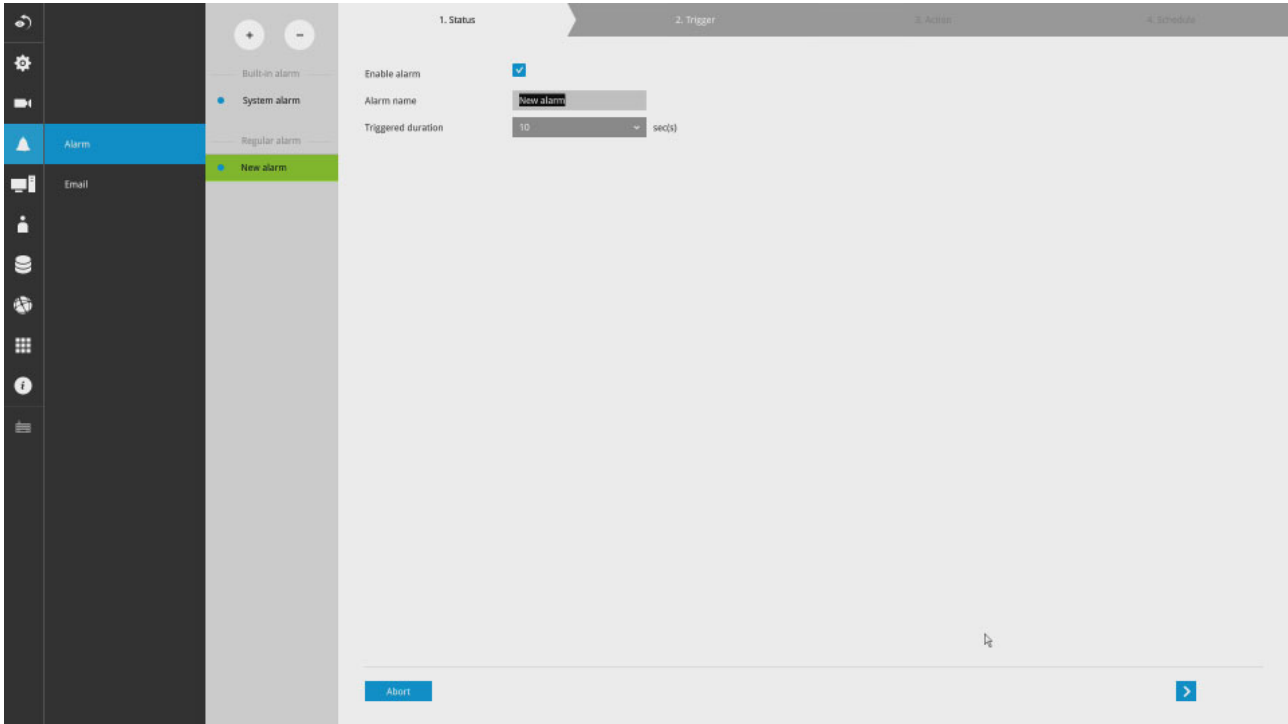 1. Status
2. Trigger
3. Action
4. Schedule
Alarm
Email
+
-
Built-in alarm
System alarm
Regular alarm
New alarm
Enable alarm
Alarm name
New alarm
Triggered duration
10
sec(s)
Abort